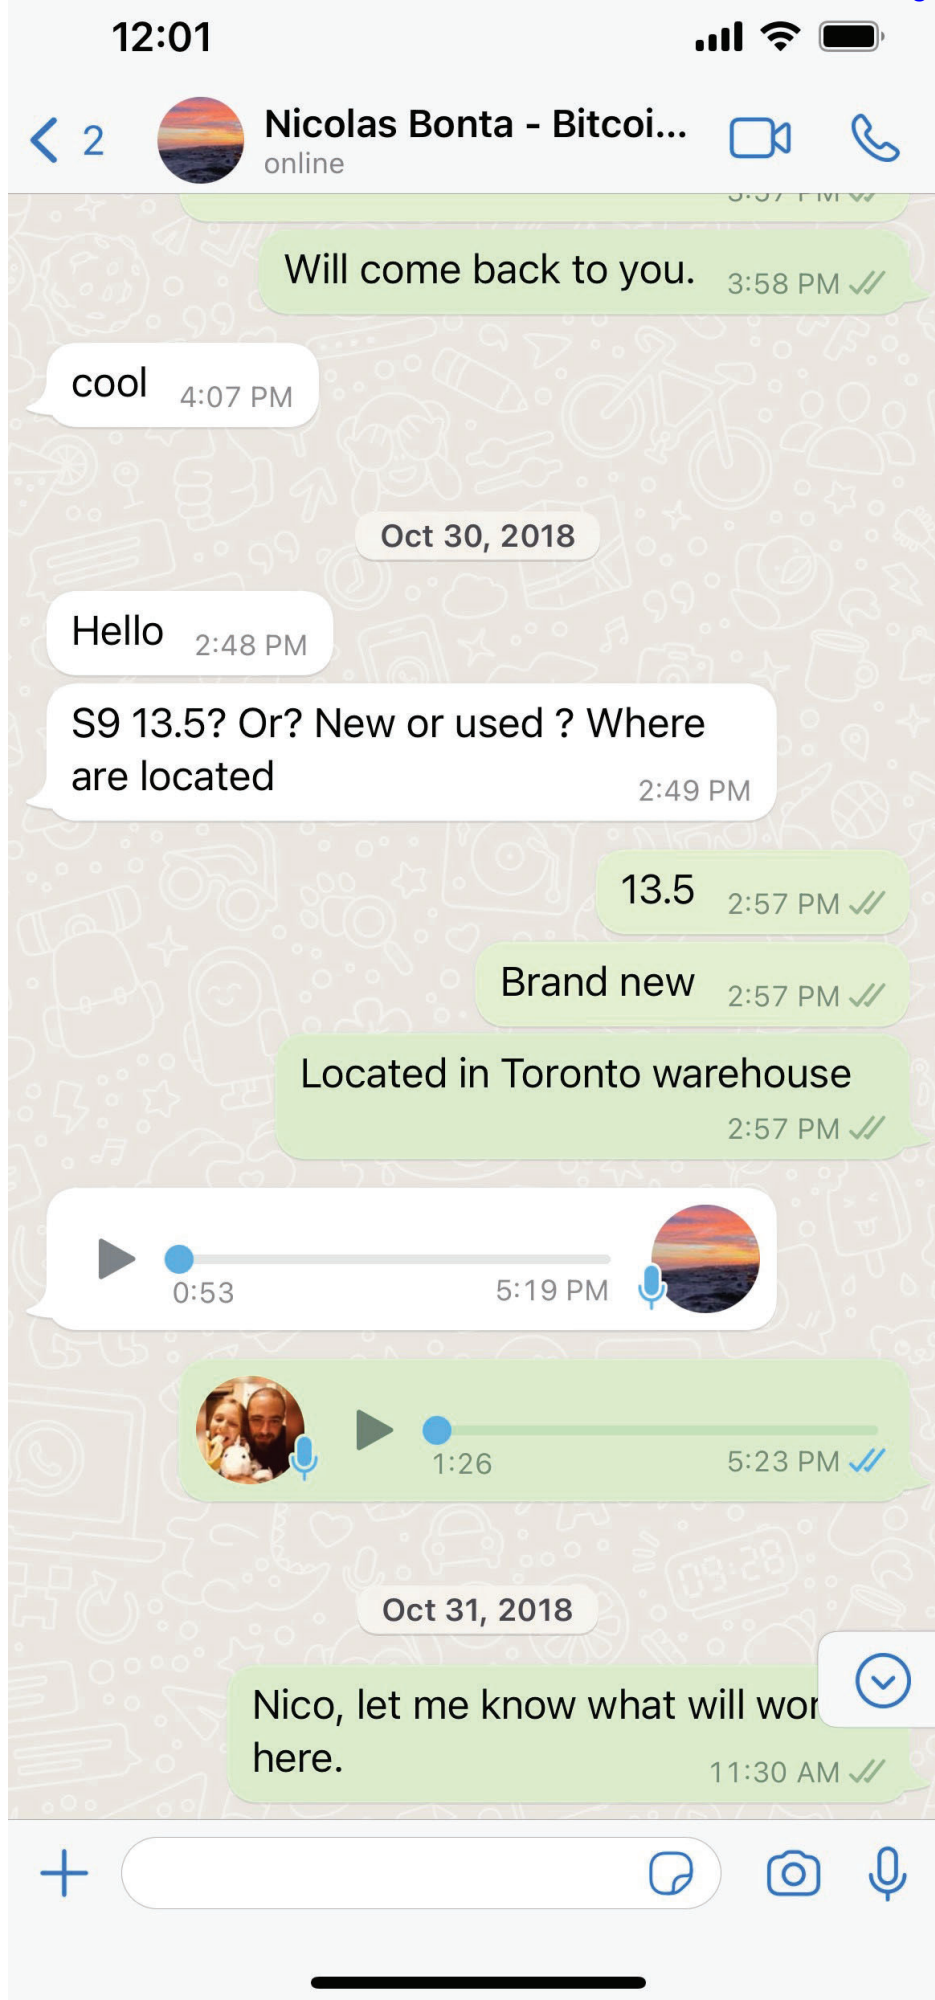 12:01
2
Nicolas Bonta - Bitcoi...
online
3:57 PM
Will come back to you. 3:58 PM
cool 4:07 PM
Oct 30, 2018
Hello 2:48 PM
S9 13.5? Or? New or used ? Where
are located 2:49 PM
13.5 2:57 PM
Brand new 2:57 PM
Located in Toronto warehouse
2:57 PM
0:53 5:19 PM
1:26 5:23 PM
Oct 31, 2018
Nico, let me know what will wor
here. 11:30 AM